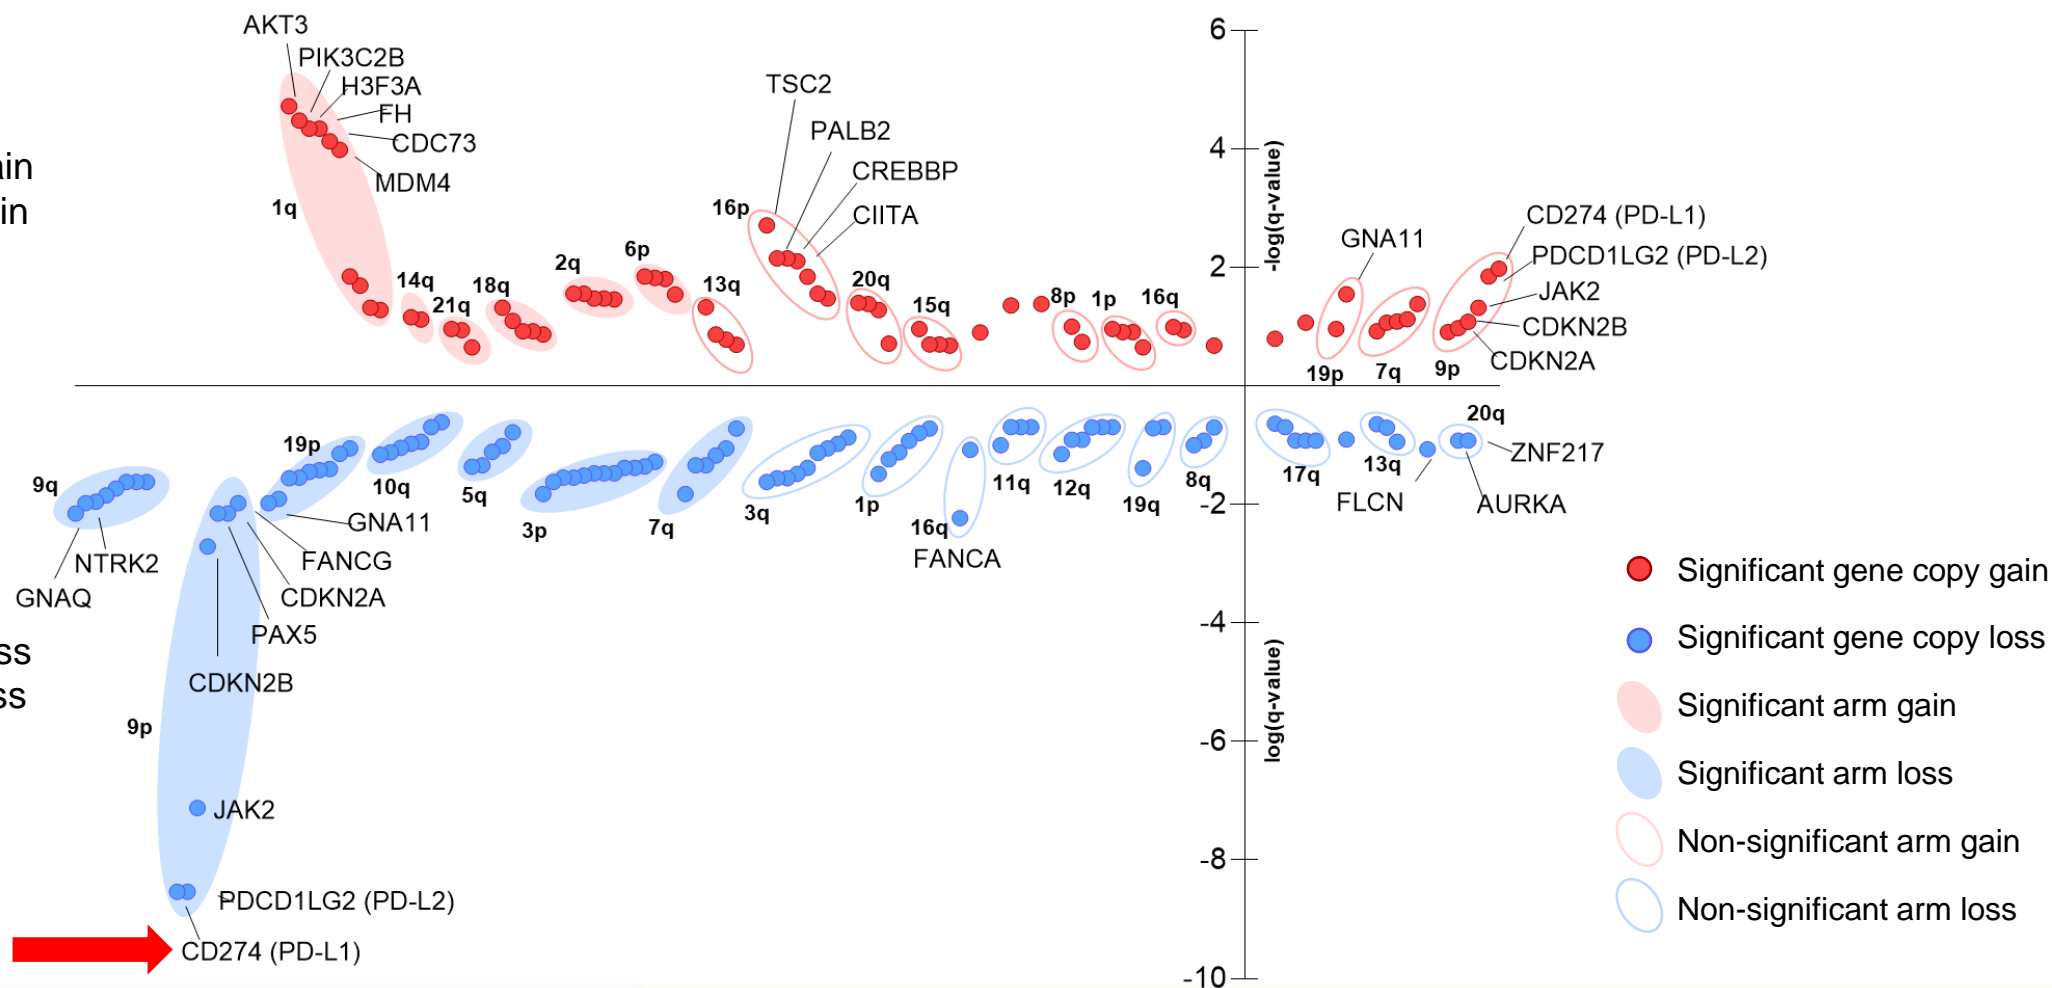 AKT3
PIK3C2B
H3F3A
FH
CDC73
MDM4
1q
14q
21q
18q
2q
6p
13q
16p
TSC2
PALB2
CREBBP
CIITA
20q
15q
8p
1p
16q
6
4
2
-log(q-value)
GNA11
19p
7q
9p
CD274 (PD-L1)
PDCD1LG2 (PD-L2)
JAK2
CDKN2B
CDKN2A
ain
in
9q
GNAQ
NTRK2
19p
GNA11
FANCG
CDKN2A
PAX5
CDKN2B
9p
JAK2
PDCD1LG2 (PD-L2)
CD274 (PD-L1)
10q
5q
3p
7q
3q
1p
16q
FANCA
11q
12q
19q
8q
-2
-4
-6
-8
-10
log(q-value)
17q
13q
FLCN
20q
ZNF217
AURKA
ss
ss
Significant gene copy gain
Significant gene copy loss
Significant arm gain
Significant arm loss
Non-significant arm gain
Non-significant arm loss